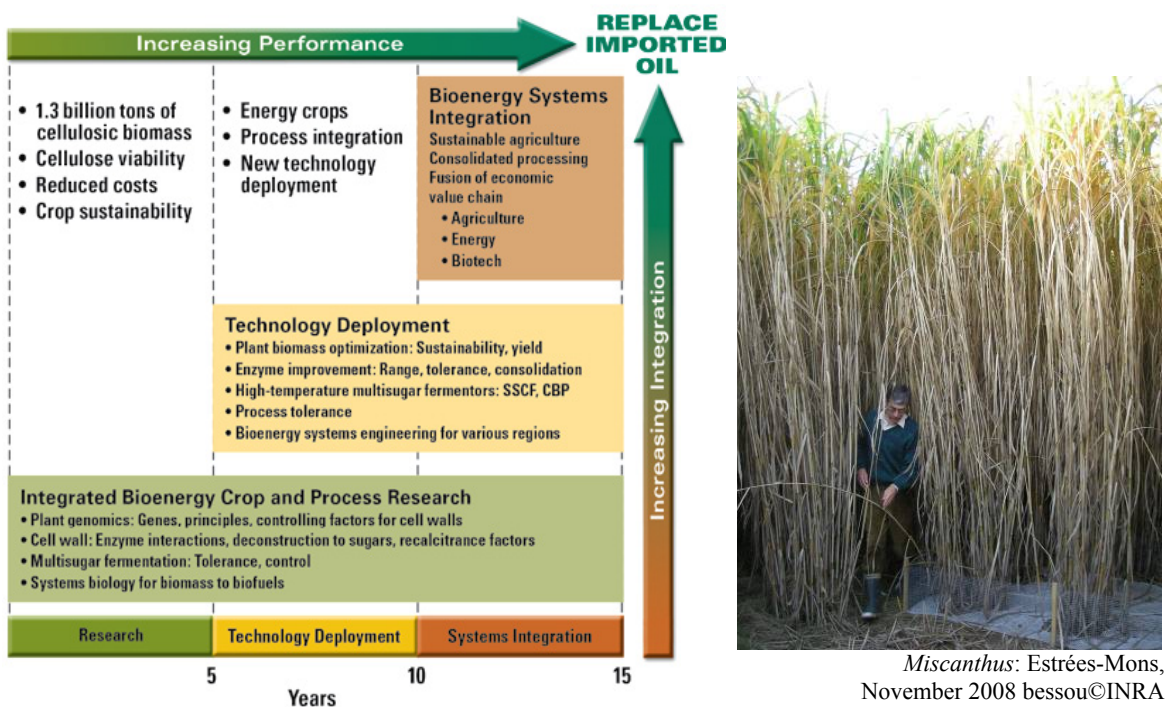 Increasing Performance
REPLACE
IMPORTED
OIL
• 1.3 billion tons of
cellulosic biomass
• Cellulose viability
• Reduced costs
• Crop sustainability
• Energy crops
• Process integration
• New technology
deployment
Bioenergy Systems
Integration
Sustainable agriculture
Consolidated processing
Fusion of economic
value chain
• Agriculture
• Energy
• Biotech
Technology Deployment
• Plant biomass optimization: Sustainability, yield
• Enzyme improvement: Range, tolerance, consolidation
• High-temperature multisugar fermentors: SSCF, CBP
• Process tolerance
• Bioenergy systems engineering for various regions
Integrated Bioenergy Crop and Process Research
• Plant genomics: Genes, principles, controlling factors for cell walls
• Cell wall: Enzyme interactions, deconstruction to sugars, recalcitrance factors
• Multisugar fermentation: Tolerance, control
• Systems biology for biomass to biofuels
Research
Technology Deployment
Systems Integration
5
10
15
Years
Increasing Integration
Miscanthus: Estrées-Mons,
November 2008 bessou©INRA